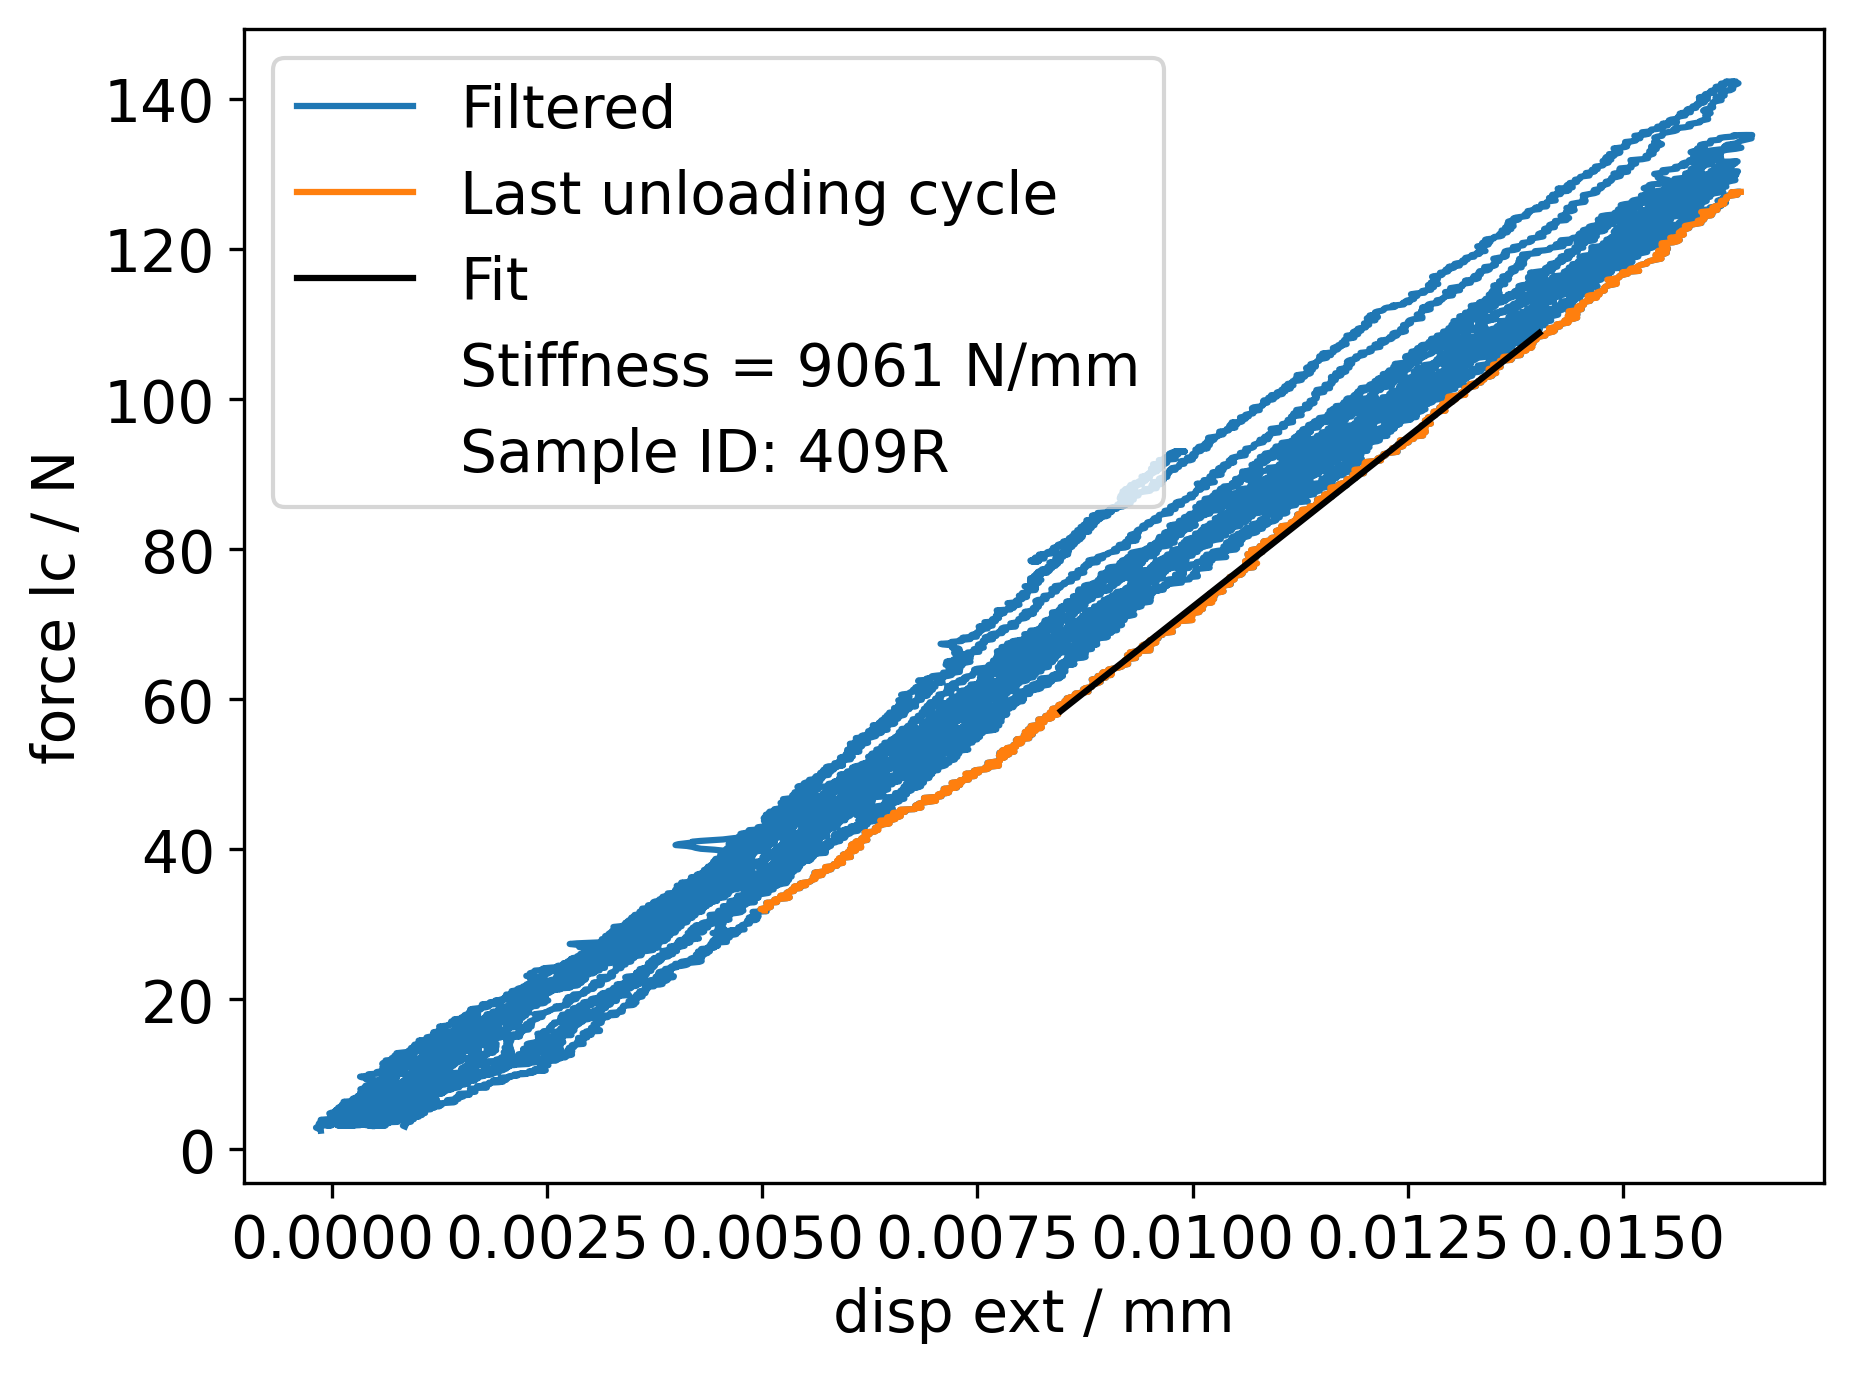 Filtered
Last unloading cycle
Fit
Stiffness = 9061 N/mm
Sample ID: 409R
140
120
100
80
60
40
20
0
force lc / N
0.0000 0.0025 0.0050 0.0075 0.0100 0.0125 0.0150
disp ext / mm